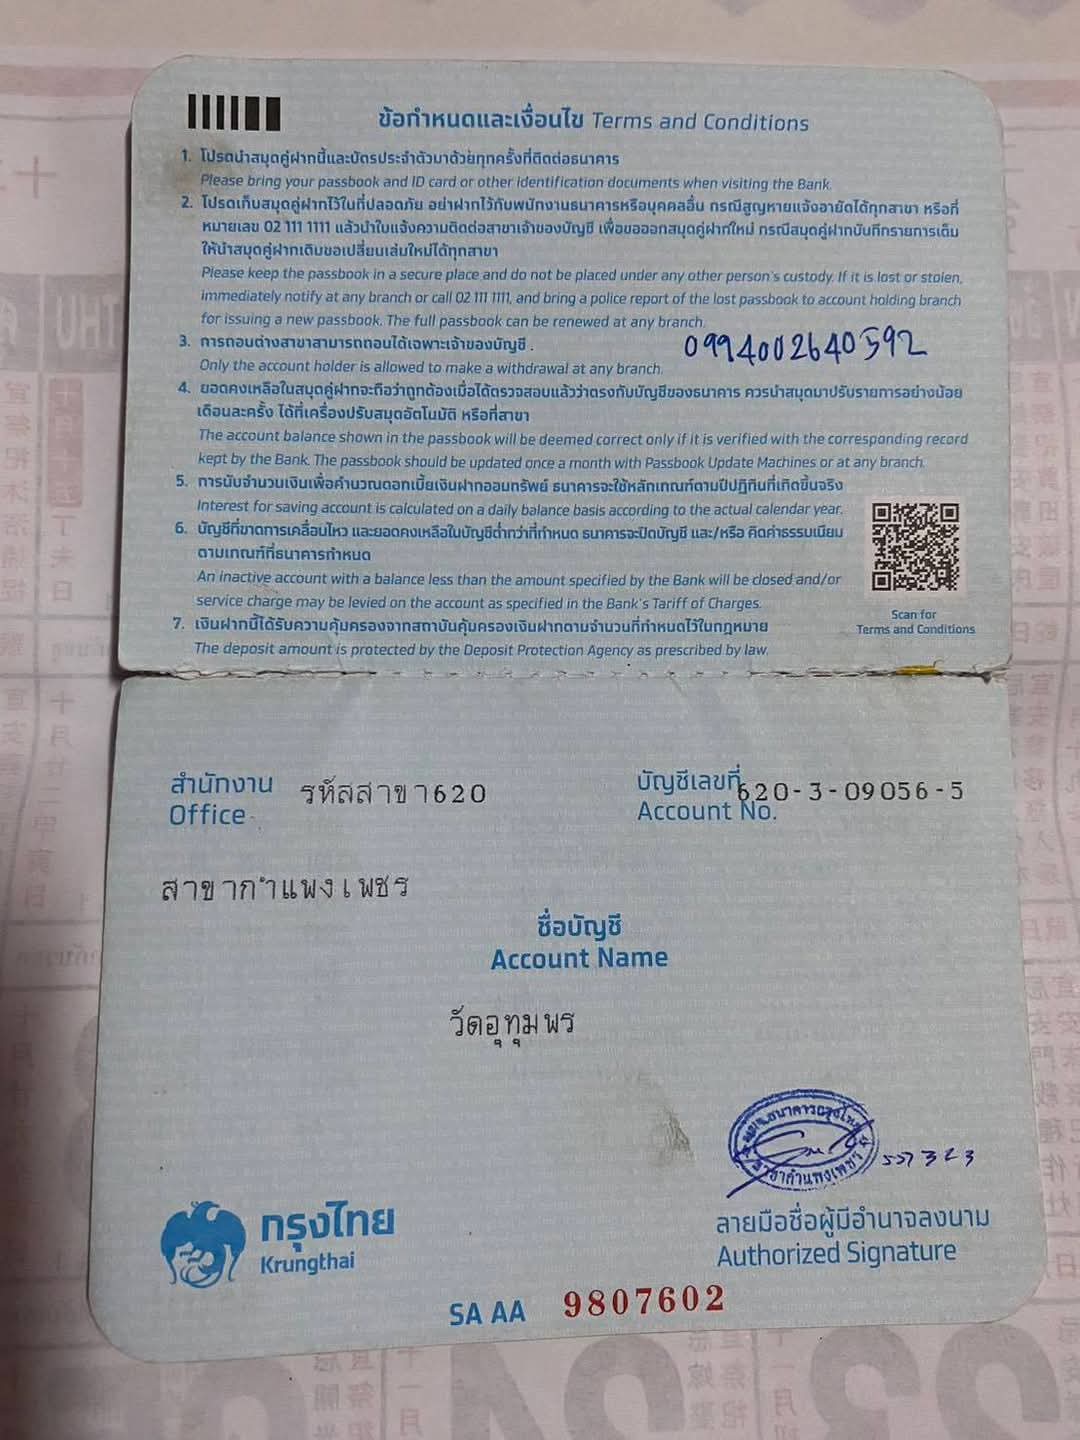 ข้อกำหนดและเงื่อนไข Terms and Conditions
1. โปรดนำสมุดคู่ฝากนี้และบัตรประจำตัวมาด้วยทุกครั้งที่ติดต่อธนาคาร
Please bring your passbook and ID card or other identification documents when visiting the Bank.
2. โปรดเก็บสมุดคู่ฝากไว้ในที่ปลอดภัย อย่าฝากไว้กับพนักงานธนาคารหรือบุคคลอื่น กรณีสูญหายแจ้งอายัดได้ทุกสาขา หรือที่
หมายเลข 02 111 1111 แล้วนำใบแจ้งความติดต่อสาขาเจ้าของบัญชี เพื่อขอออกสมุดคู่ฝากใหม่ กรณีสมุดคู่ฝากบันทึกรายการเต็ม
ให้นำสมุดคู่ฝากเดิมขอเปลี่ยนเล่มใหม่ได้ทุกสาขา
Please keep the passbook in a secure place and do not be placed under any other person's custody. If it is lost or stolen,
immediately notify at any branch or call 02 111 1111, and bring a police report of the lost passbook to account holding branch
for issuing a new passbook. The full passbook can be renewed at any branch.
3. การถอนต่างสาขาสามารถถอนได้เฉพาะเจ้าของบัญชี .
0994002640592
Only the account holder is allowed to make a withdrawal at any branch.
4. ยอดคงเหลือในสมุดคู่ฝากจะถือว่าถูกต้องเมื่อได้ตรวจสอบแล้วว่าตรงกับบัญชีของธนาคาร ควรนำสมุดมาปรับรายการอย่างน้อย
เดือนละครั้ง ได้ที่เครื่องปรับสมุดอัตโนมัติ หรือที่สาขา
The account balance shown in the passbook will be deemed correct only if it is verified with the corresponding record
kept by the Bank. The passbook should be updated once a month with Passbook Update Machines or at any branch.
5. การนับจำนวนเงินเพื่อคำนวณดอกเบี้ยเงินฝากออมทรัพย์ ธนาคารจะใช้หลักเกณฑ์ตามปีปฏิทินที่เกิดขึ้นจริง
Interest for saving account is calculated on a daily balance basis according to the actual calendar year.
6. บัญชีที่ขาดการเคลื่อนไหว และยอดคงเหลือในบัญชีต่ำกว่าที่กำหนด ธนาคารจะปิดบัญชี และ/หรือ คิดค่าธรรมเนียม
ตามเกณฑ์ที่ธนาคารกำหนด
An inactive account with a balance less than the amount specified by the Bank will be closed and/or
service charge may be levied on the account as specified in the Bank's Tariff of Charges.
7. เงินฝากนี้ได้รับความคุ้มครองจากสถาบันคุ้มครองเงินฝากตามจำนวนที่กำหนดไว้ในกฎหมาย
The deposit amount is protected by the Deposit Protection Agency as prescribed by law.
Scan for
Terms and Conditions
สำนักงาน รหัสสาขา620
Office
บัญชีเลขที่ 620-3-09056-5
Account No.
สาขากำแพงเพชร
ชื่อบัญชี
Account Name
วัดอุทุมพร
ธนาคารกรุงไทย
สาขากำแพงเพชร
557323
ลายมือชื่อผู้มีอำนาจลงนาม
Authorized Signature
กรุงไทย
Krungthai
SA AA 9807602